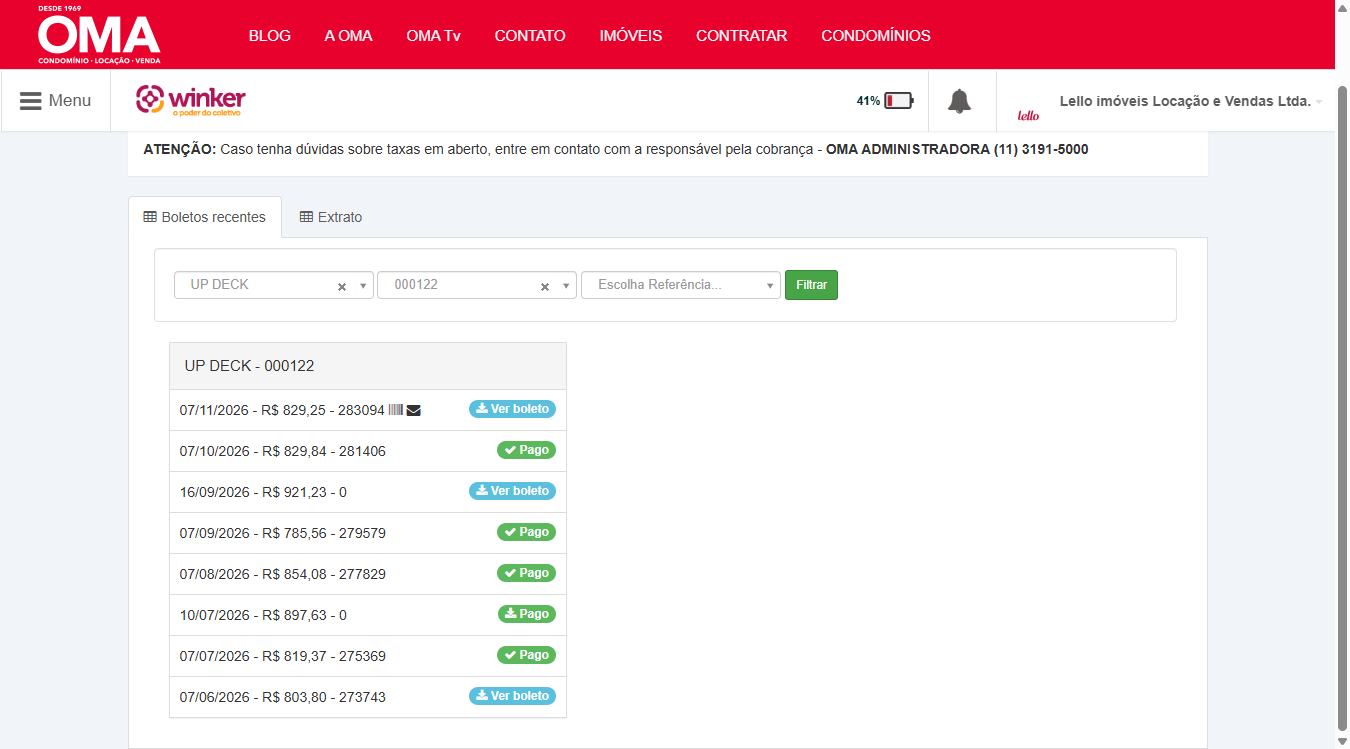 DESDE 1969
OMA
CONDOMÍNIO · LOCAÇÃO · VENDA
BLOG A OMA OMA Tv CONTATO IMÓVEIS CONTRATAR CONDOMÍNIOS
Menu
winker
o poder do coletivo
41%
lello
Lello imóveis Locação e Vendas Ltda.
ATENÇÃO: Caso tenha dúvidas sobre taxas em aberto, entre em contato com a responsável pela cobrança - OMA ADMINISTRADORA (11) 3191-5000
Boletos recentes Extrato
UP DECK × 000122 × Escolha Referência... Filtrar
UP DECK - 000122
07/11/2026 - R$ 829,25 - 283094 Ver boleto
07/10/2026 - R$ 829,84 - 281406 Pago
16/09/2026 - R$ 921,23 - 0 Ver boleto
07/09/2026 - R$ 785,56 - 279579 Pago
07/08/2026 - R$ 854,08 - 277829 Pago
10/07/2026 - R$ 897,63 - 0 Pago
07/07/2026 - R$ 819,37 - 275369 Pago
07/06/2026 - R$ 803,80 - 273743 Ver boleto